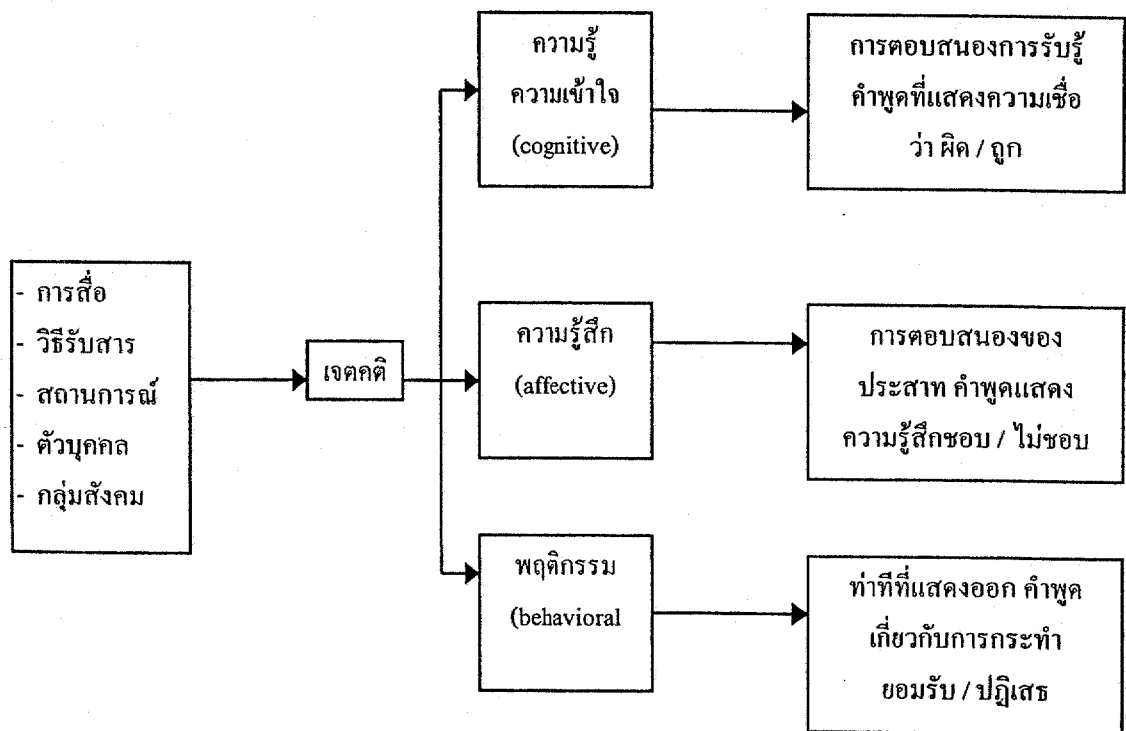 - การสื่อ
- วิธีรับสาร
- สถานการณ์
- ตัวบุคคล
- กลุ่มสังคม
เจตคติ
ความรู้
ความเข้าใจ
(cognitive)
การตอบสนองการรับรู้
คำพูดที่แสดงความเชื่อ
ว่า ผิด / ถูก
ความรู้สึก
(affective)
การตอบสนองของ
ประสาท คำพูดแสดง
ความรู้สึกชอบ / ไม่ชอบ
พฤติกรรม
(behavioral
ท่าทีที่แสดงออก คำพูด
เกี่ยวกับการกระทำ
ยอมรับ / ปฏิเสธ